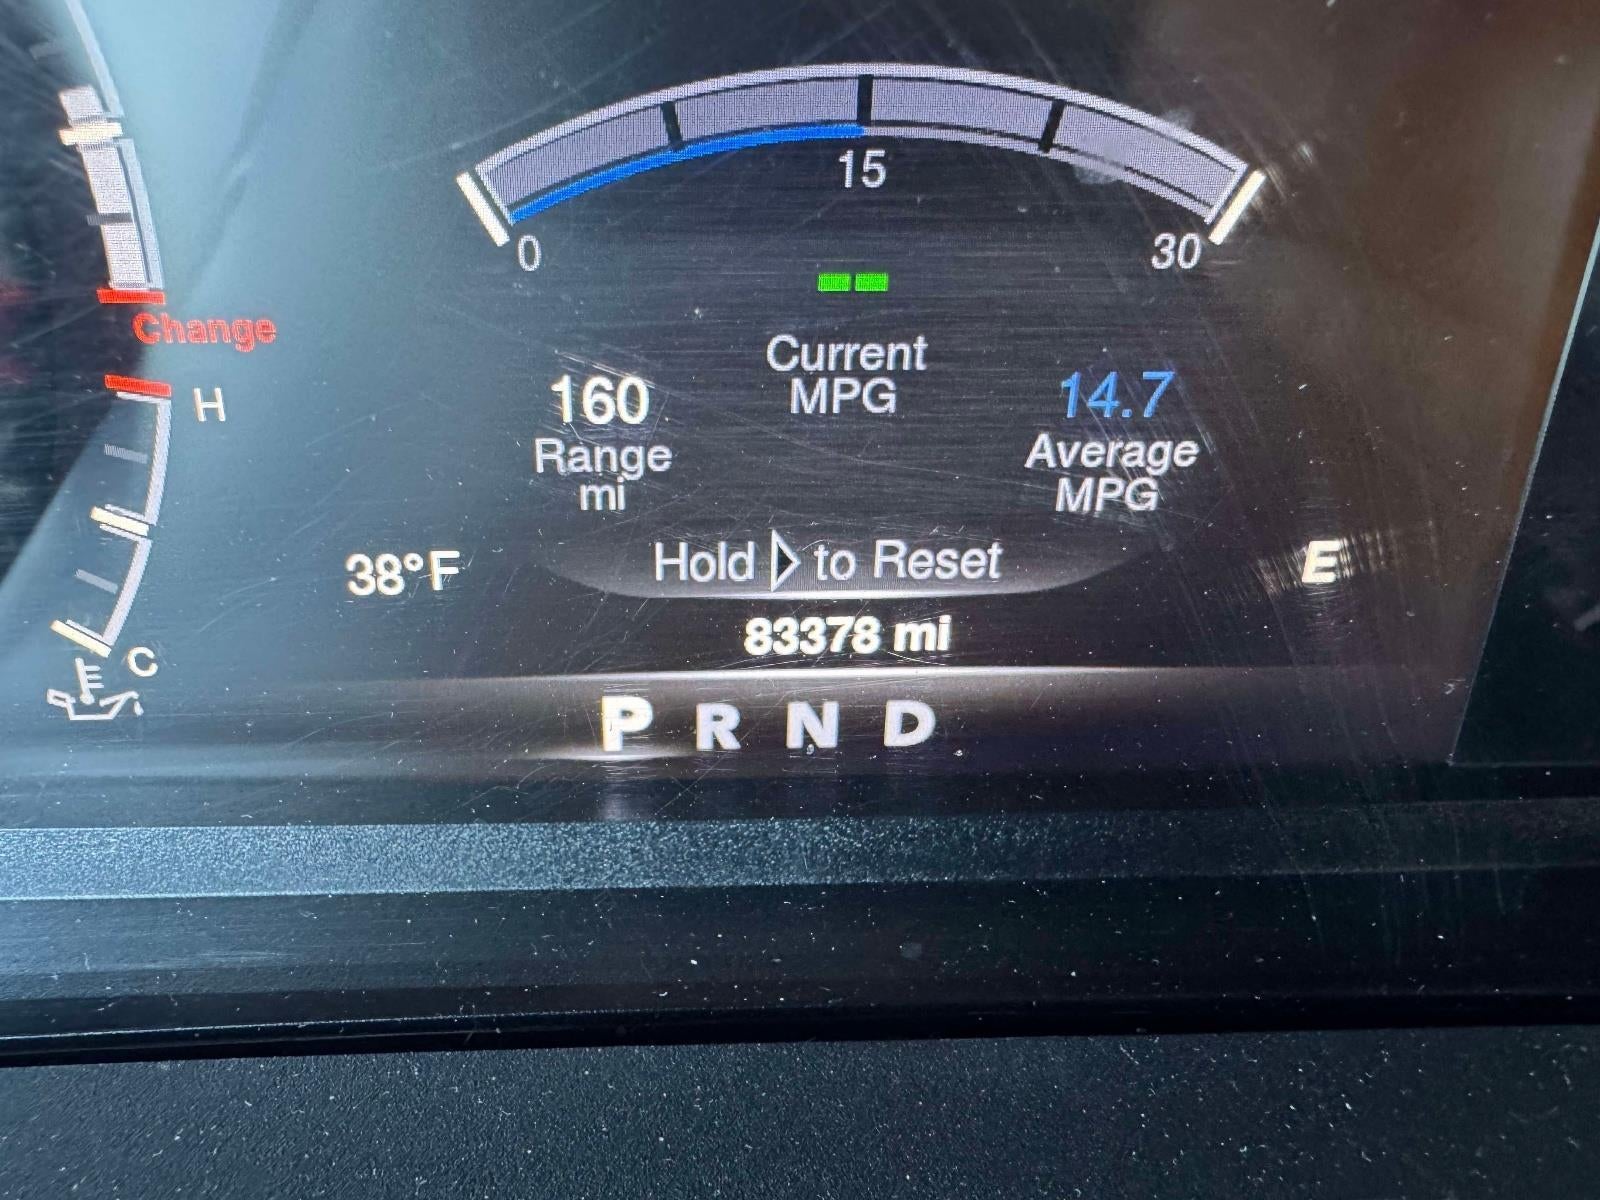 15
0
30
Change
Current
MPG
H
160
14.7
Range
mi
Average
MPG
38°F
Hold ▷ to Reset
E
83378 mi
C
P R N D